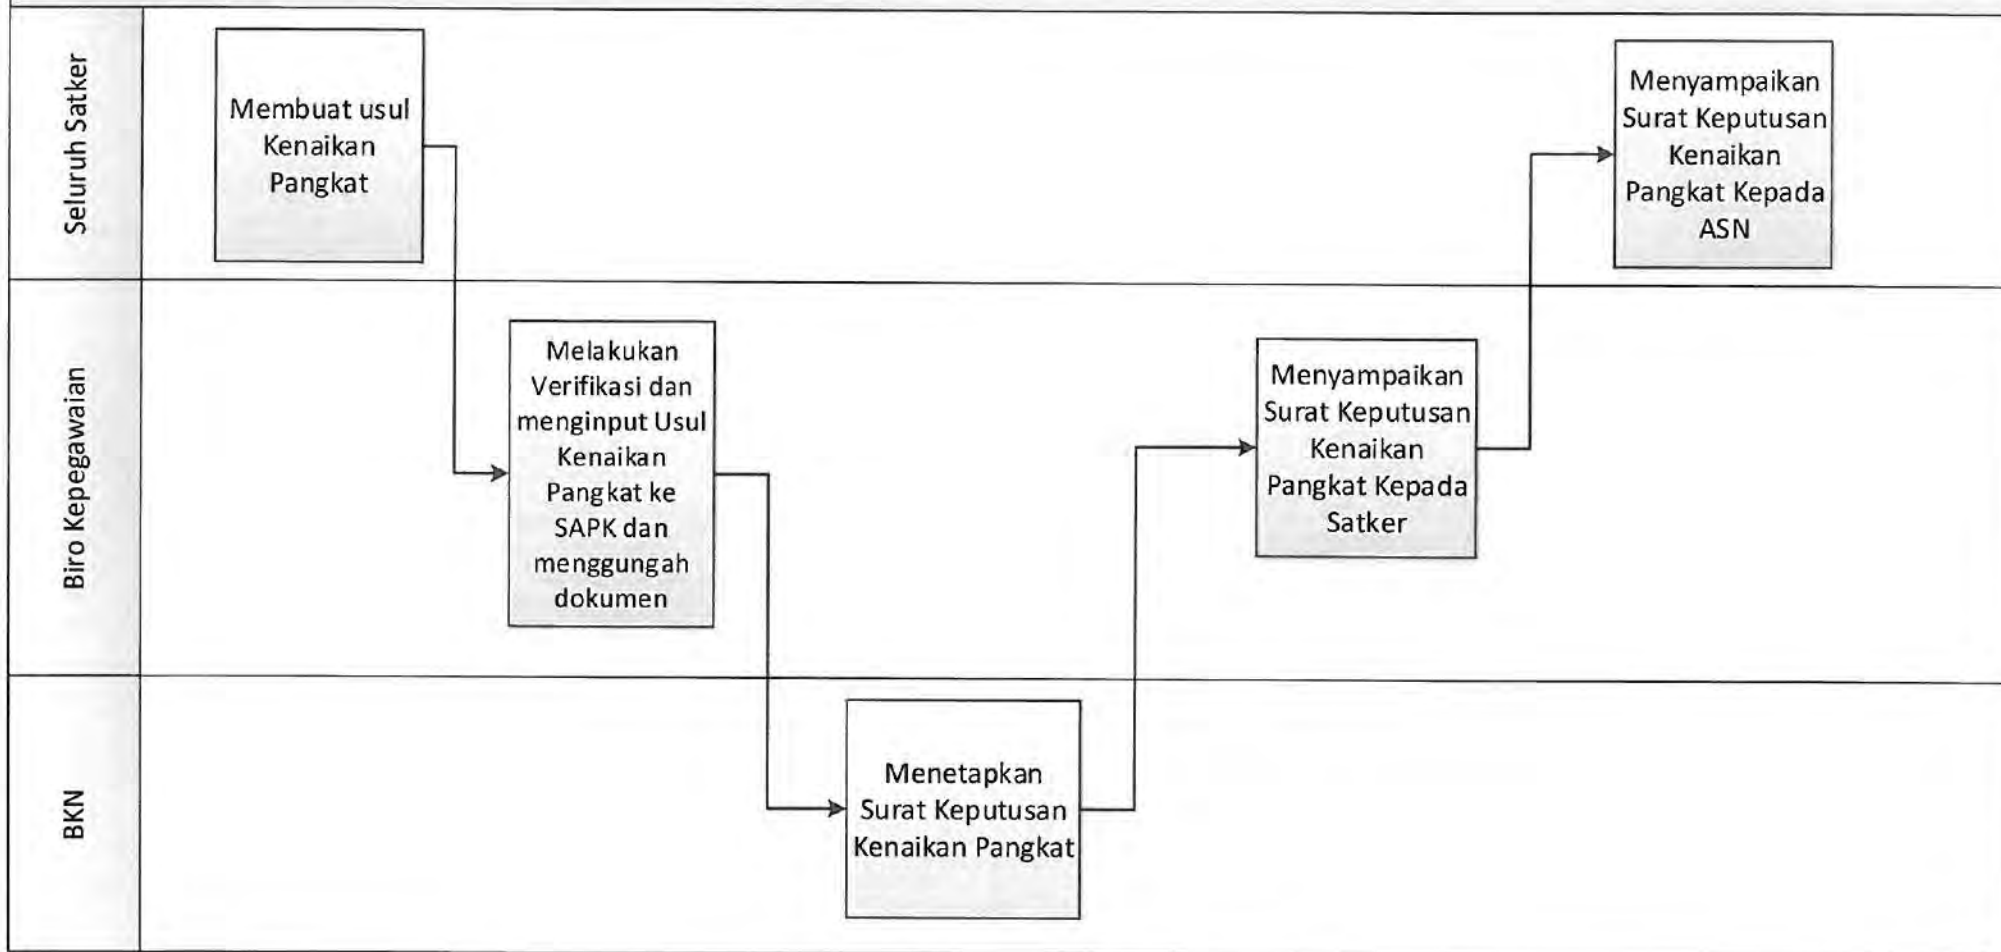 Seluruh Satker
Membuat usul
Kenaikan
Pangkat
Menyampaikan
Surat Keputusan
Kenaikan
Pangkat Kepada
ASN
Biro Kepegawaian
Melakukan
Verifikasi dan
menginput Usul
Kenaikan
Pangkat ke
SAPK dan
menggungah
dokumen
Menyampaikan
Surat Keputusan
Kenaikan
Pangkat Kepada
Satker
BKN
Menetapkan
Surat Keputusan
Kenaikan Pangkat